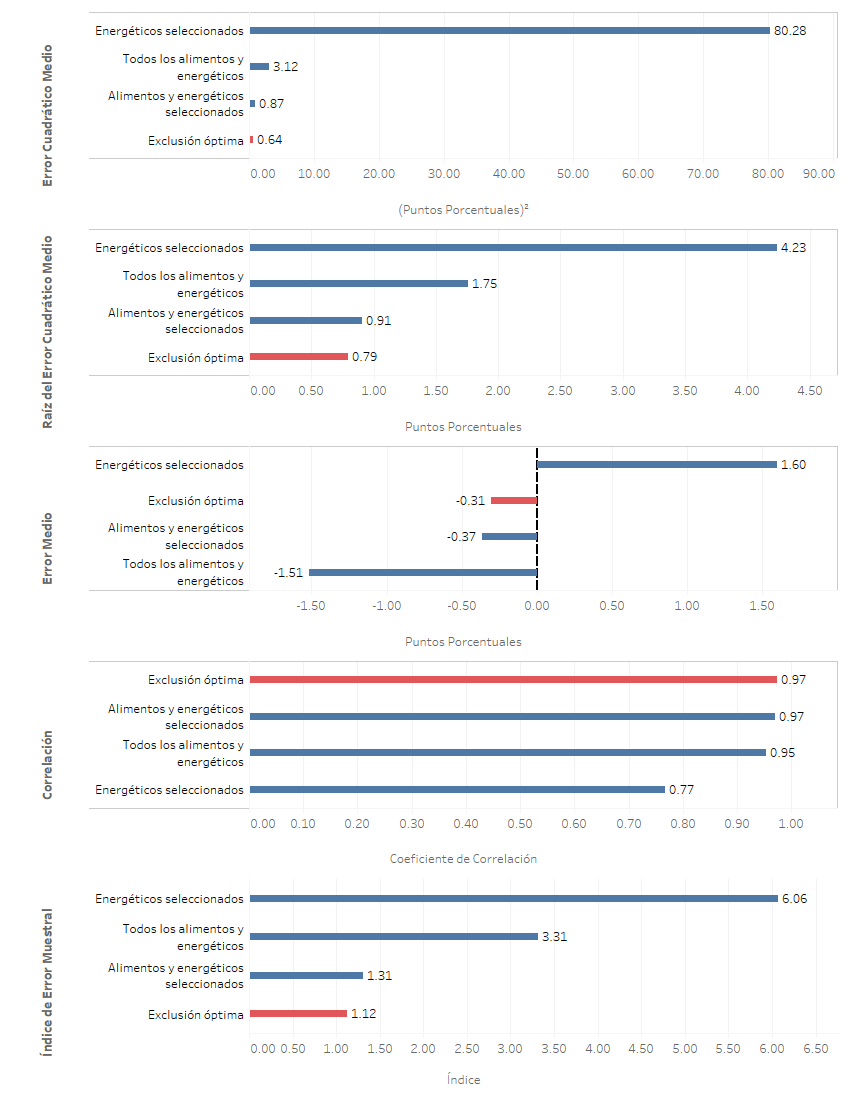 Error Cuadrático Medio
Energéticos seleccionados
80.28
Todos los alimentos y
energéticos
3.12
Alimentos y energéticos
seleccionados
0.87
Exclusión óptima
0.64
0.00 10.00 20.00 30.00 40.00 50.00 60.00 70.00 80.00 90.00
(Puntos Porcentuales)²
Raíz del Error Cuadrático Medio
Energéticos seleccionados
4.23
Todos los alimentos y
energéticos
1.75
Alimentos y energéticos
seleccionados
0.91
Exclusión óptima
0.79
0.00 0.50 1.00 1.50 2.00 2.50 3.00 3.50 4.00 4.50
Puntos Porcentuales
Error Medio
Energéticos seleccionados
1.60
Exclusión óptima
-0.31
Alimentos y energéticos
seleccionados
-0.37
Todos los alimentos y
energéticos
-1.51
-1.50 -1.00 -0.50 0.00 0.50 1.00 1.50
Puntos Porcentuales
Correlación
Exclusión óptima
0.97
Alimentos y energéticos
seleccionados
0.97
Todos los alimentos y
energéticos
0.95
Energéticos seleccionados
0.77
0.00 0.10 0.20 0.30 0.40 0.50 0.60 0.70 0.80 0.90 1.00
Coeficiente de Correlación
Índice de Error Muestral
Energéticos seleccionados
6.06
Todos los alimentos y
energéticos
3.31
Alimentos y energéticos
seleccionados
1.31
Exclusión óptima
1.12
0.00 0.50 1.00 1.50 2.00 2.50 3.00 3.50 4.00 4.50 5.00 5.50 6.00 6.50
Índice